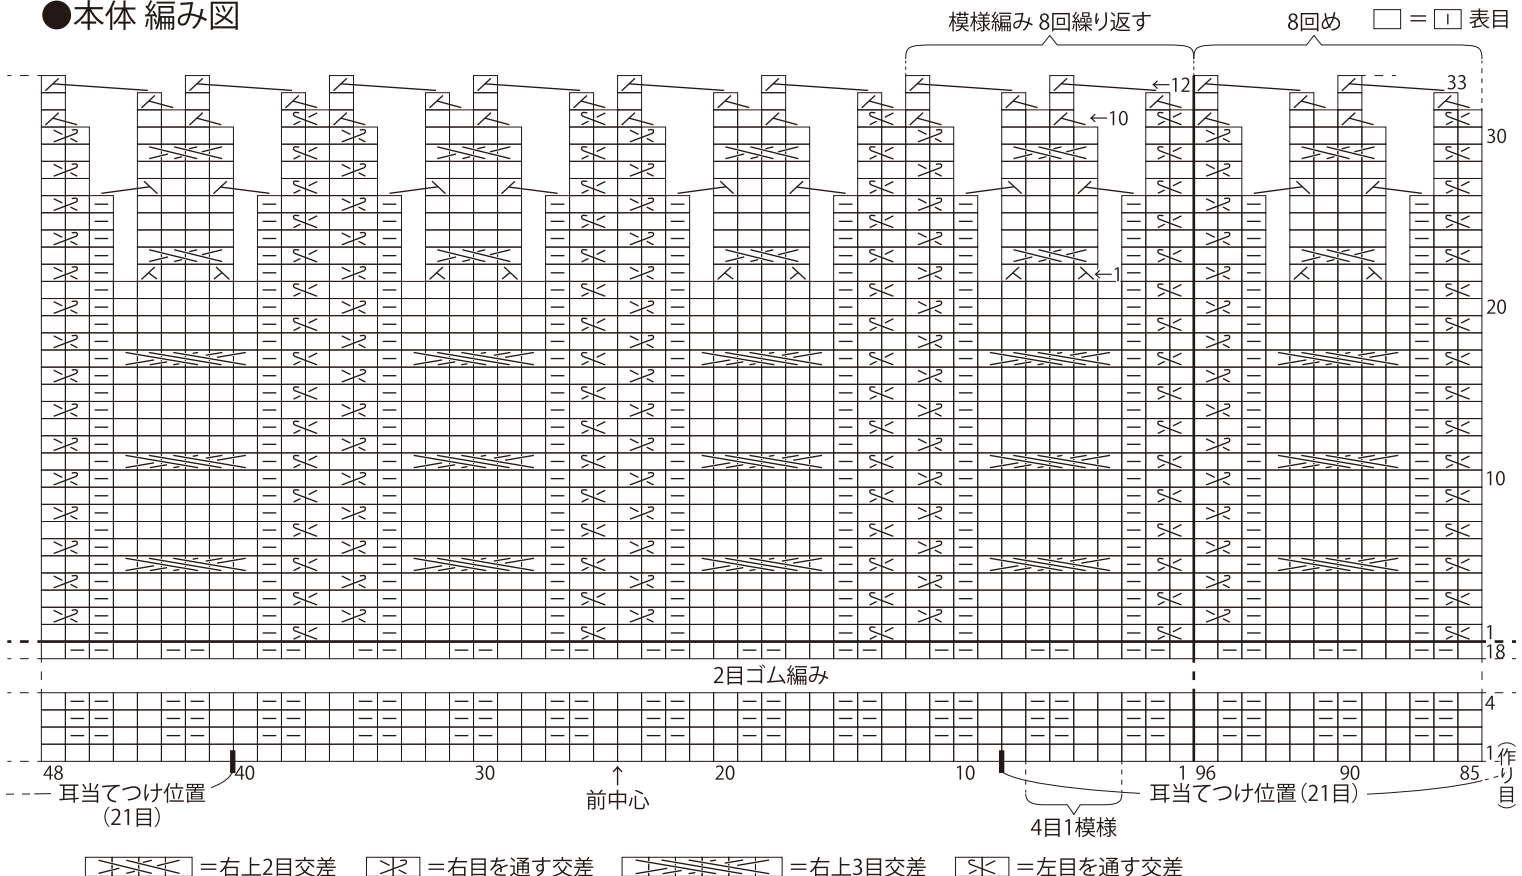 ●本体 編み図
模様編み 8回繰り返す
8回め
□=□ 表目
←12
33
←10
30
←1
20
10
1
18
2目ゴム編み
4
1(作り目)
48 40 30 20 10 1 96 90 85
耳当てつけ位置
(21目)
↑
前中心
耳当てつけ位置(21目)
4目1模様
=右上2目交差
=右目を通す交差
=右上3目交差
=左目を通す交差